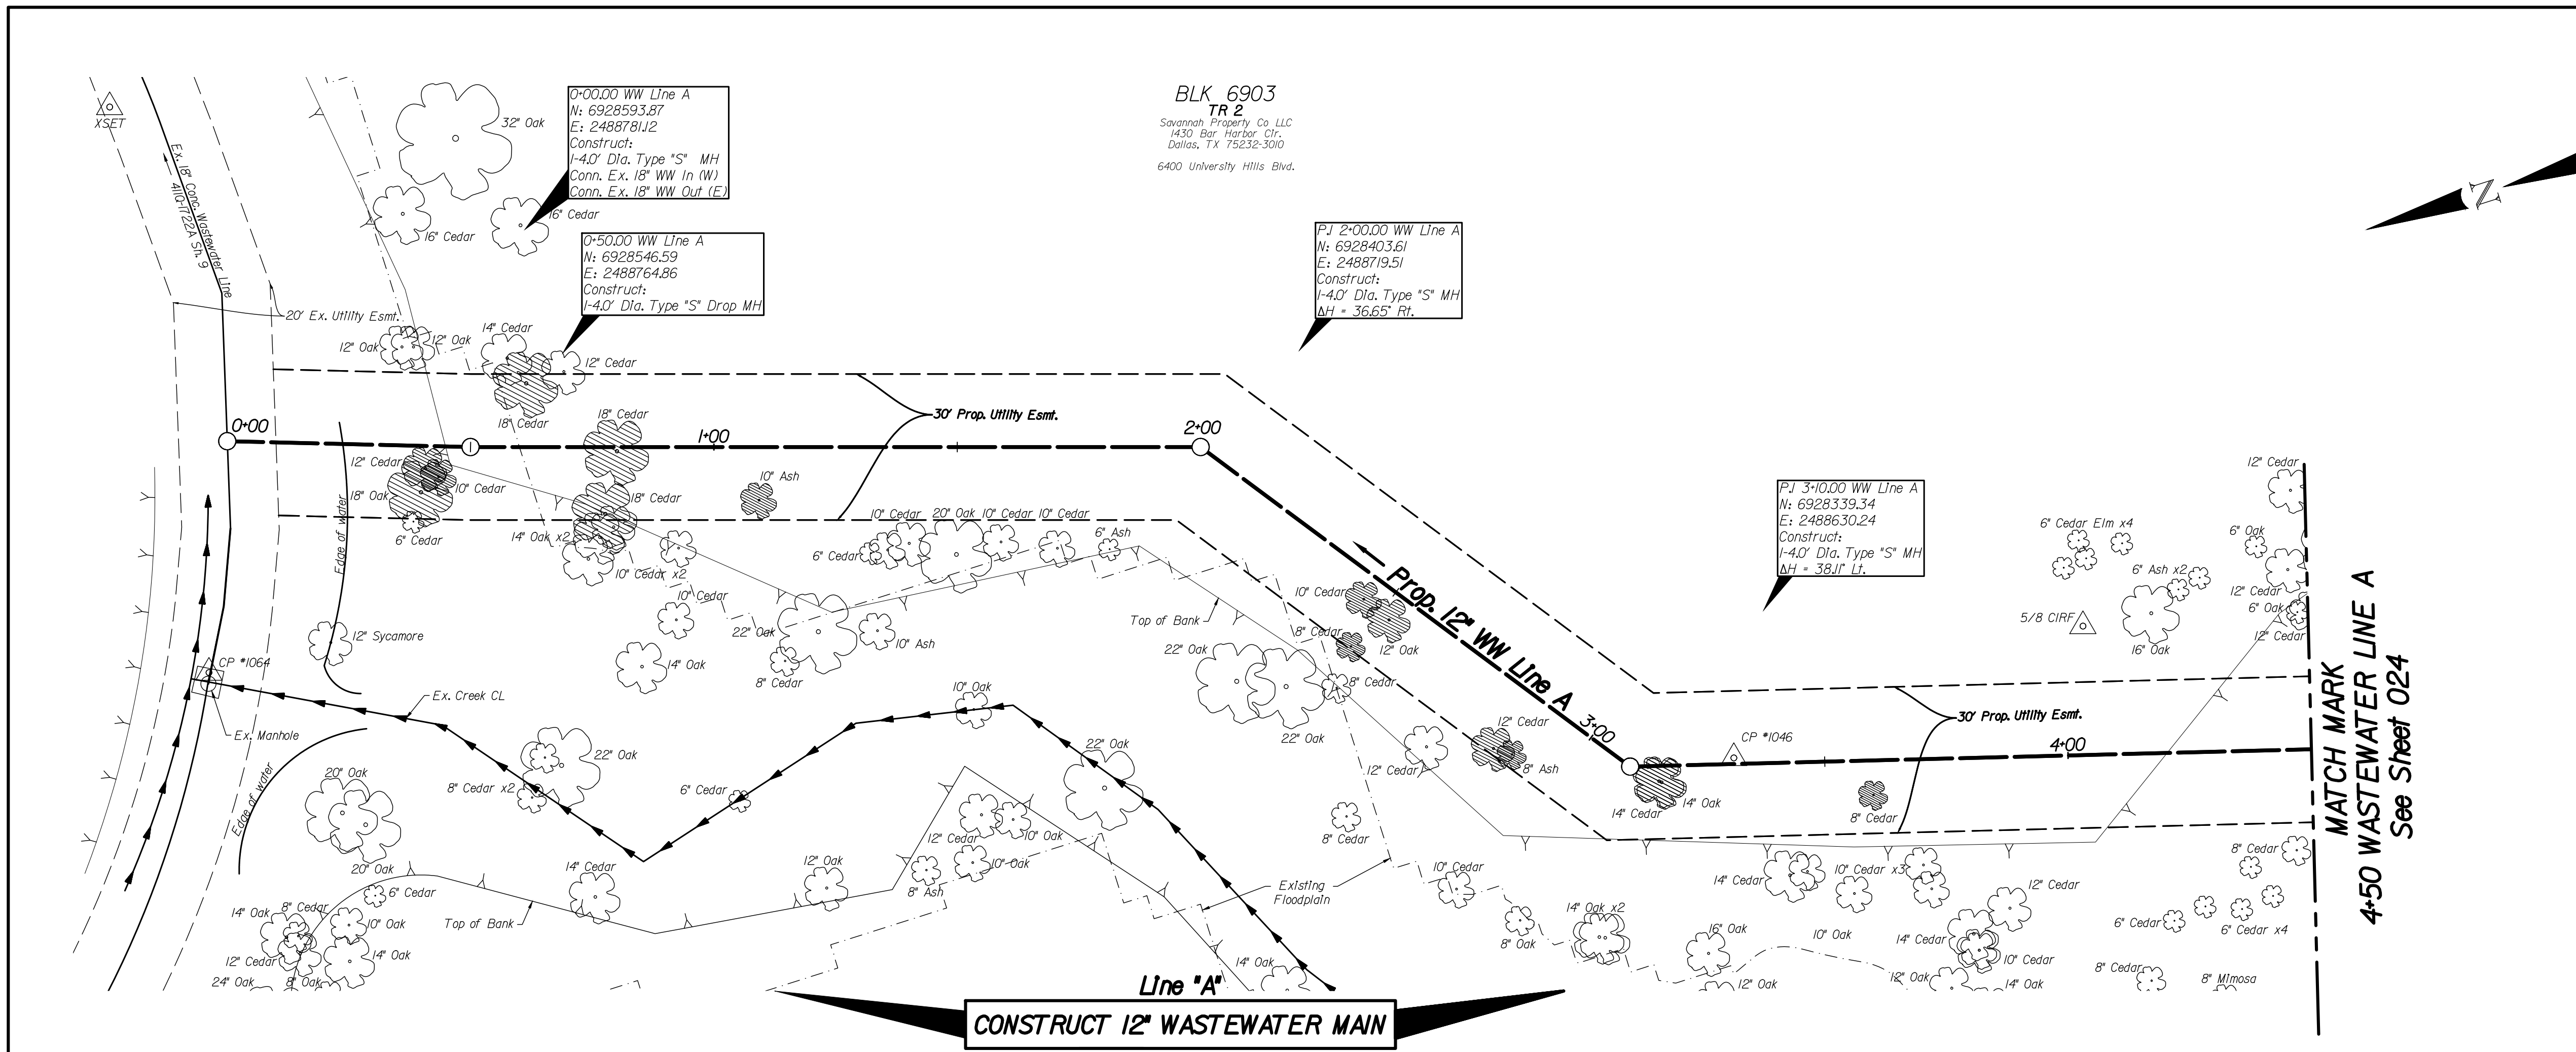 XSET
Ex. 18" Conc. Wastewater Line
411Q-1722A Sh. 9
20' Ex. Utility Esmt.
32" Oak
16" Cedar
16" Cedar
0+00.00 WW Line A
N: 6928593.87
E: 2488781.12
Construct:
1-4.0' Dia. Type "S" MH
Conn. Ex. 18" WW In (W)
Conn. Ex. 18" WW Out (E)
0+50.00 WW Line A
N: 6928546.59
E: 2488764.86
Construct:
1-4.0' Dia. Type "S" Drop MH
BLK 6903
TR 2
Savannah Property Co LLC
1430 Bar Harbor Cir.
Dallas, TX 75232-3010
6400 University Hills Blvd.
P.I 2+00.00 WW Line A
N: 6928403.61
E: 2488719.51
Construct:
1-4.0' Dia. Type "S" MH
ΔH = 36.65° Rt.
P.I 3+10.00 WW Line A
N: 6928339.34
E: 2488630.24
Construct:
1-4.0' Dia. Type "S" MH
ΔH = 38.11° Lt.
N
12" Oak
12" Oak
14" Cedar
12" Cedar
18" Cedar
18" Cedar
0+00
1+00
2+00
30' Prop. Utility Esmt.
12" Cedar
18" Oak
10" Cedar
6" Cedar
18" Cedar
14" Oak x2
10" Cedar x2
10" Ash
Edge of water
10" Cedar
20" Oak
10" Cedar
10" Cedar
6" Cedar
6" Ash
10" Cedar
22" Oak
10" Ash
8" Cedar
14" Oak
12" Sycamore
CP #1064
Ex. Creek CL
Ex. Manhole
Edge of water
Top of Bank
10" Cedar
8" Cedar
12" Oak
22" Oak
22" Oak
8" Cedar
Prop. 12" WW Line A
3+00
12" Cedar
8" Ash
12" Cedar
14" Cedar
14" Oak
CP #1046
4+00
30' Prop. Utility Esmt.
8" Cedar
12" Cedar
6" Cedar Elm x4
6" Oak
6" Ash x2
12" Cedar
6" Oak
12" Cedar
5/8 CIRF
16" Oak
MATCH MARK
4+50 WASTEWATER LINE A
See Sheet 024
10" Oak
22" Oak
8" Cedar x2
22" Oak
6" Cedar
20" Oak
20" Oak
12" Cedar
10" Oak
10" Oak
8" Ash
12" Oak
14" Cedar
6" Cedar
14" Oak
8" Cedar
10" Oak
12" Cedar
14" Oak
24" Oak
8" Oak
Top of Bank
14" Oak
Existing
Floodplain
8" Cedar
10" Cedar
8" Oak
14" Oak x2
14" Cedar
10" Cedar x3
12" Cedar
16" Oak
10" Oak
12" Oak
14" Cedar
10" Cedar
12" Oak
14" Oak
8" Cedar
6" Cedar
6" Cedar x4
8" Cedar
8" Mimosa
Line "A"
CONSTRUCT 12" WASTEWATER MAIN